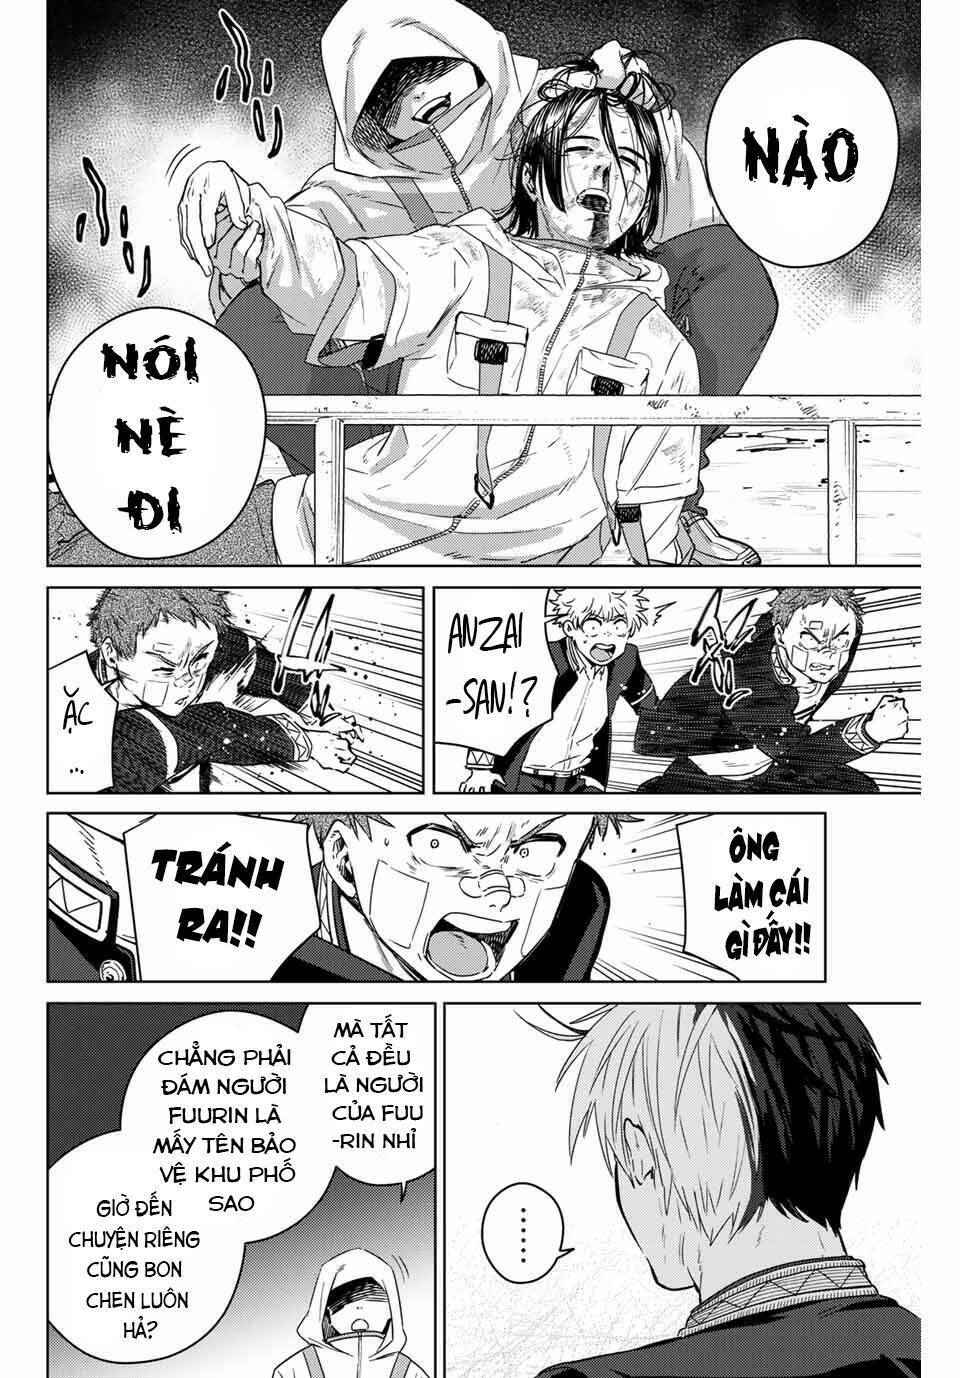 NÀO
NÓI
NÈ
ĐI
ANZAI
-SAN!?
ẶC
...
ÔNG
LÀM CÁI
GÌ ĐẤY!!
TRÁNH
RA!!
......
MÀ TẤT
CẢ ĐỀU
LÀ NGƯỜI
CỦA FUU
-RIN NHỈ
CHẲNG PHẢI
ĐÁM NGƯỜI
FUURIN LÀ
MẤY TÊN BẢO
VỆ KHU PHỐ
SAO
GIỜ ĐẾN
CHUYỆN RIÊNG
CŨNG BON
CHEN LUÔN
HẢ?